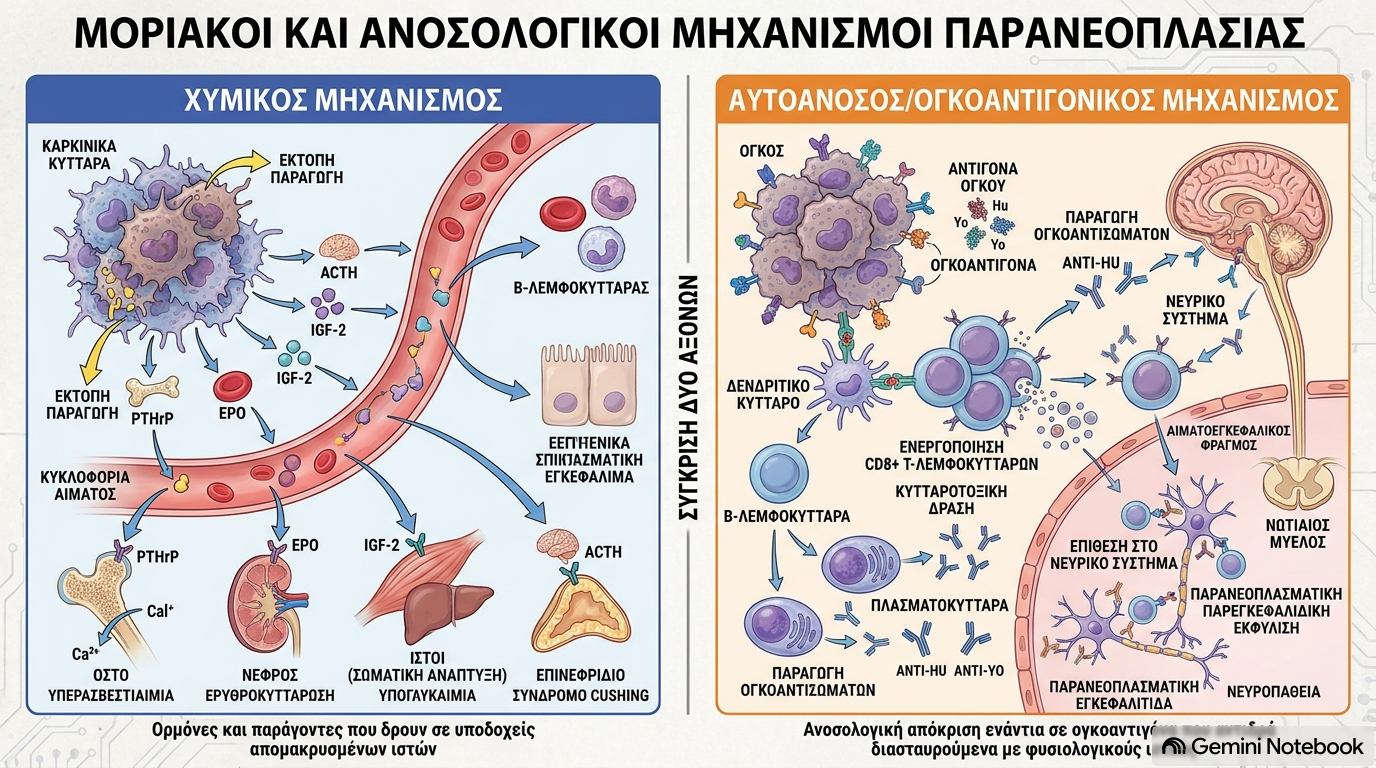 ΜΟΡΙΑΚΟΙ ΚΑΙ ΑΝΟΣΟΛΟΓΙΚΟΙ ΜΗΧΑΝΙΣΜΟΙ ΠΑΡΑΝΕΟΠΛΑΣΙΑΣ
ΧΥΜΙΚΟΣ ΜΗΧΑΝΙΣΜΟΣ
ΚΑΡΚΙΝΙΚΑ
ΚΥΤΤΑΡΑ
ΕΚΤΟΠΗ
ΠΑΡΑΓΩΓΗ
ACTH
IGF-2
IGF-2
Β-ΛΕΜΦΟΚΥΤΤΑΡΑΣ
ΕΚΤΟΠΗ
ΠΑΡΑΓΩΓΗ
PTHrP
EPO
ΣΠΙΚΙΑΖΜΑΤΙΚΗ
ΕΓΚΕΦΑΛΙΜΑ
ΚΥΚΛΟΦΟΡΙΑ
ΑΙΜΑΤΟΣ
PTHrP
EPO
IGF-2
ACTH
Cal⁺
Ca²⁺
ΟΣΤΟ
ΥΠΕΡΑΣΒΕΣΤΙΑΙΜΙΑ
ΝΕΦΡΟΣ
ΕΡΥΘΡΟΚΥΤΤΑΡΩΣΗ
ΙΣΤΟΙ
(ΣΩΜΑΤΙΚΗ ΑΝΑΠΤΥΞΗ)
ΥΠΟΓΛΥΚΑΙΜΙΑ
ΕΠΙΝΕΦΡΙΔΙΟ
ΣΥΝΔΡΟΜΟ CUSHING
Ορμόνες και παράγοντες που δρουν σε υποδοχείς
απομακρυσμένων ιστών
ΣΥΓΚΡΙΣΗ ΔΥΟ ΑΞΟΝΩΝ
ΑΥΤΟΑΝΟΣΟΣ/ΟΓΚΟΑΝΤΙΓΟΝΙΚΟΣ ΜΗΧΑΝΙΣΜΟΣ
ΟΓΚΟΣ
ΑΝΤΙΓΟΝΑ
ΟΓΚΟΥ
Hu
Yo
Yo
ΟΓΚΟΑΝΤΙΓΟΝΑ
ΠΑΡΑΓΩΓΗ
ΟΓΚΟΑΝΤΙΣΩΜΑΤΟΝ
ANTI-HU
ΝΕΥΡΙΚΟ
ΣΥΣΤΗΜΑ
ΔΕΝΔΡΙΤΙΚΟ
ΚΥΤΤΑΡΟ
ΕΝΕΡΓΟΠΟΙΗΣΗ
CD8+ Τ-ΛΕΜΦΟΚΥΤΤΑΡΩΝ
ΑΙΜΑΤΟΕΓΚΕΦΑΛΙΚΟΣ
ΦΡΑΓΜΟΣ
ΚΥΤΤΑΡΟΤΟΞΙΚΗ
ΔΡΑΣΗ
Β-ΛΕΜΦΟΚΥΤΤΑΡΑ
ΝΩΤΙΑΙΟΣ
ΜΥΕΛΟΣ
ΕΠΙΘΕΣΗ ΣΤΟ
ΝΕΥΡΙΚΟ ΣΥΣΤΗΜΑ
ΠΛΑΣΜΑΤΟΚΥΤΤΑΡΑ
ΠΑΡΑΝΕΟΠΛΑΣΜΑΤΙΚΗ
ΠΑΡΕΓΚΕΦΑΛΙΔΙΚΗ
ΕΚΦΥΛΙΣΗ
ΠΑΡΑΓΩΓΗ
ΟΓΚΟΑΝΤΙΣΩΜΑΤΩΝ
ANTI-HU ANTI-YO
ΠΑΡΑΝΕΟΠΛΑΣΜΑΤΙΚΗ
ΕΓΚΕΦΑΛΙΤΙΔΑ
ΝΕΥΡΟΠΑΘΕΙΑ
Ανοσολογική απόκριση ενάντια σε
διασταυρούμενα με φυσιολογικούς
Gemini Notebook